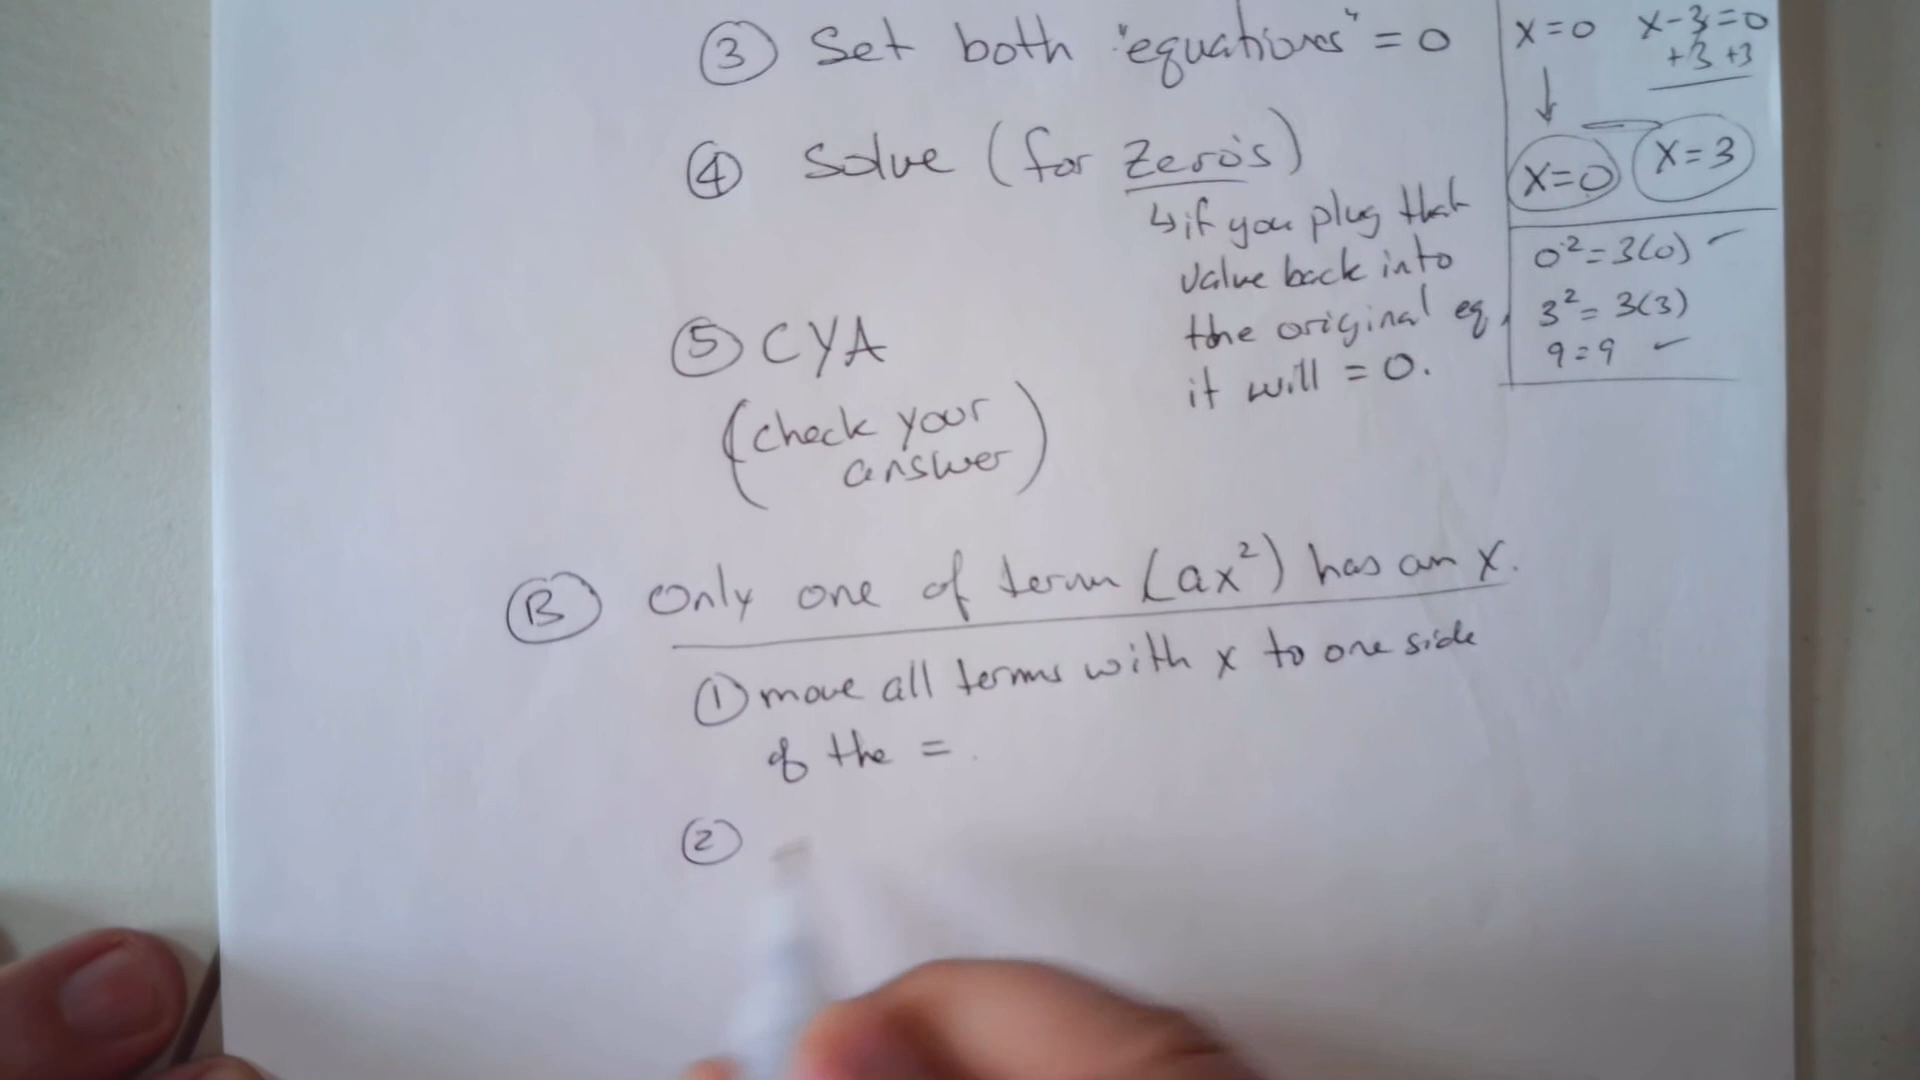 ③ Set both "equations" = 0
④ Solve (for Zero's)
↳ if you plug that
value back into
the original eq,
it will = 0.
⑤ CYA
(check your
answer)
x=0 x-3=0
+3 +3
↓
x=0 x=3
0²=3(0) ✓
3²=3(3)
9=9 ✓
Ⓑ Only one of term (ax²) has an x.
① move all terms with x to one side
of the =.
②